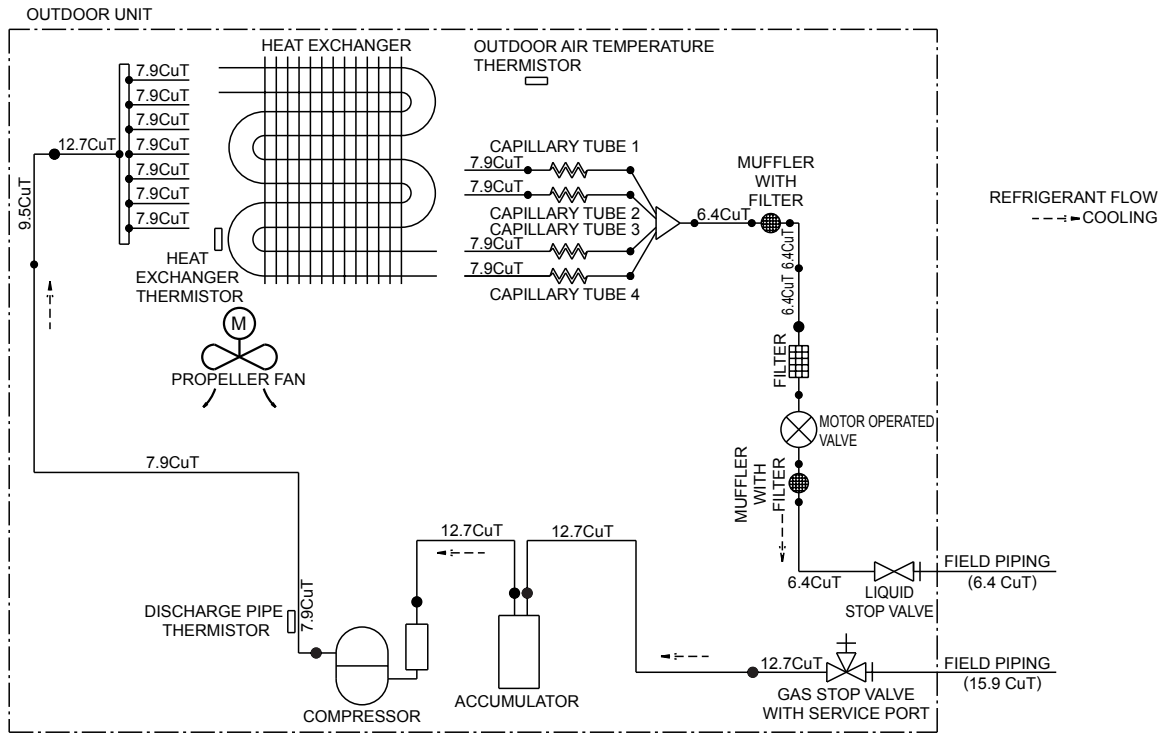 OUTDOOR UNIT
HEAT EXCHANGER
OUTDOOR AIR TEMPERATURE
THERMISTOR
7.9CuT
7.9CuT
7.9CuT
7.9CuT
7.9CuT
7.9CuT
7.9CuT
12.7CuT
9.5CuT
CAPILLARY TUBE 1
7.9CuT
7.9CuT
CAPILLARY TUBE 2
CAPILLARY TUBE 3
7.9CuT
7.9CuT
CAPILLARY TUBE 4
6.4CuT
MUFFLER
WITH
FILTER
6.4CuT
6.4CuT
6.4CuT
REFRIGERANT FLOW
COOLING
HEAT
EXCHANGER
THERMISTOR
M
PROPELLER FAN
FILTER
MOTOR OPERATED
VALVE
MUFFLER
WITH
FILTER
7.9CuT
12.7CuT
12.7CuT
6.4CuT
LIQUID
STOP VALVE
FIELD PIPING
(6.4 CuT)
DISCHARGE PIPE
THERMISTOR
7.9CuT
COMPRESSOR
ACCUMULATOR
12.7CuT
GAS STOP VALVE
WITH SERVICE PORT
FIELD PIPING
(15.9 CuT)